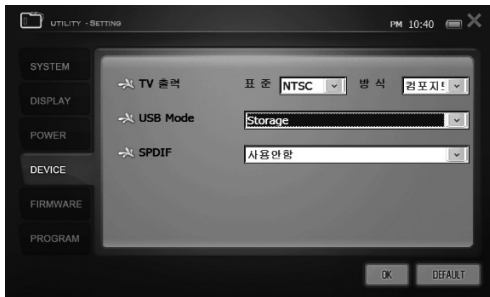 UTILITY - SETTING
PM 10:40
SYSTEM
DISPLAY
POWER
DEVICE
FIRMWARE
PROGRAM
TV 출력 표 준 NTSC 방 식
USB Mode Storage
SPDIF 사용안함
OK DEFAULT